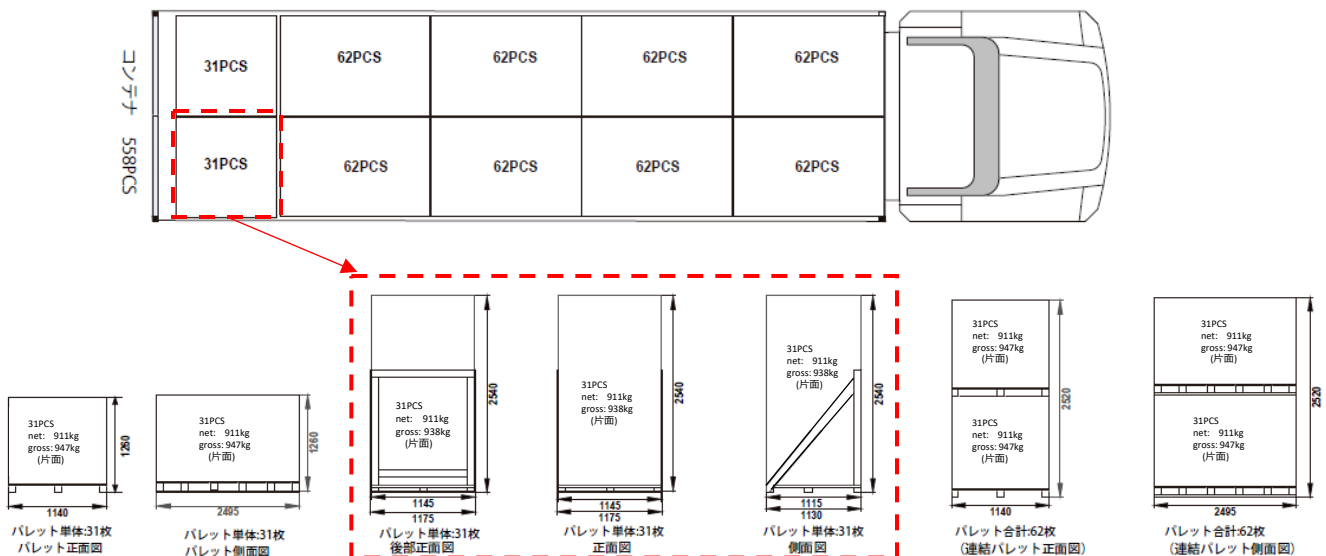 コンテナ 558PCS
31PCS
62PCS
62PCS
62PCS
62PCS
31PCS
62PCS
62PCS
62PCS
62PCS
31PCS
net: 911kg
gross: 947kg
(片面)
1260
1140
パレット単体:31枚
パレット正面図
31PCS
net: 911kg
gross: 947kg
(片面)
1260
2495
パレット単体:31枚
パレット側面図
31PCS
net: 911kg
gross: 938kg
(片面)
2540
1145
1175
パレット単体:31枚
後部正面図
31PCS
net: 911kg
gross: 938kg
(片面)
2540
1145
1175
パレット単体:31枚
正面図
31PCS
net: 911kg
gross: 938kg
(片面)
2540
1115
1130
パレット単体:31枚
側面図
31PCS
net: 911kg
gross: 947kg
(片面)
31PCS
net: 911kg
gross: 947kg
(片面)
2520
1140
パレット合計:62枚
（連結パレット正面図）
31PCS
net: 911kg
gross: 947kg
(片面)
31PCS
net: 911kg
gross: 947kg
(片面)
2520
2495
パレット合計:62枚
（連結パレット側面図）